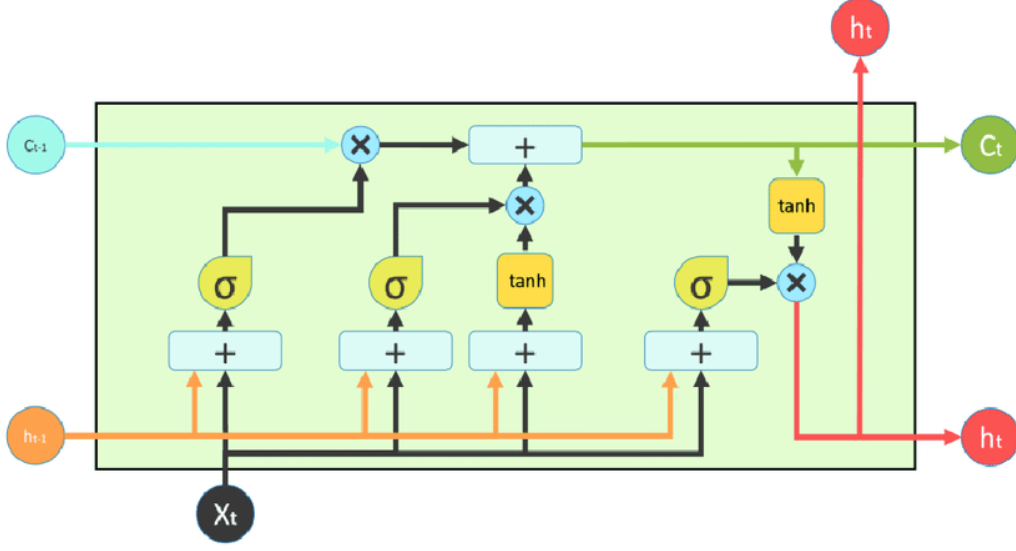 hₜ
Cₜ₋₁
×
+
Cₜ
tanh
×
σ
σ
tanh
σ
×
+
+
+
+
hₜ₋₁
hₜ
Xₜ